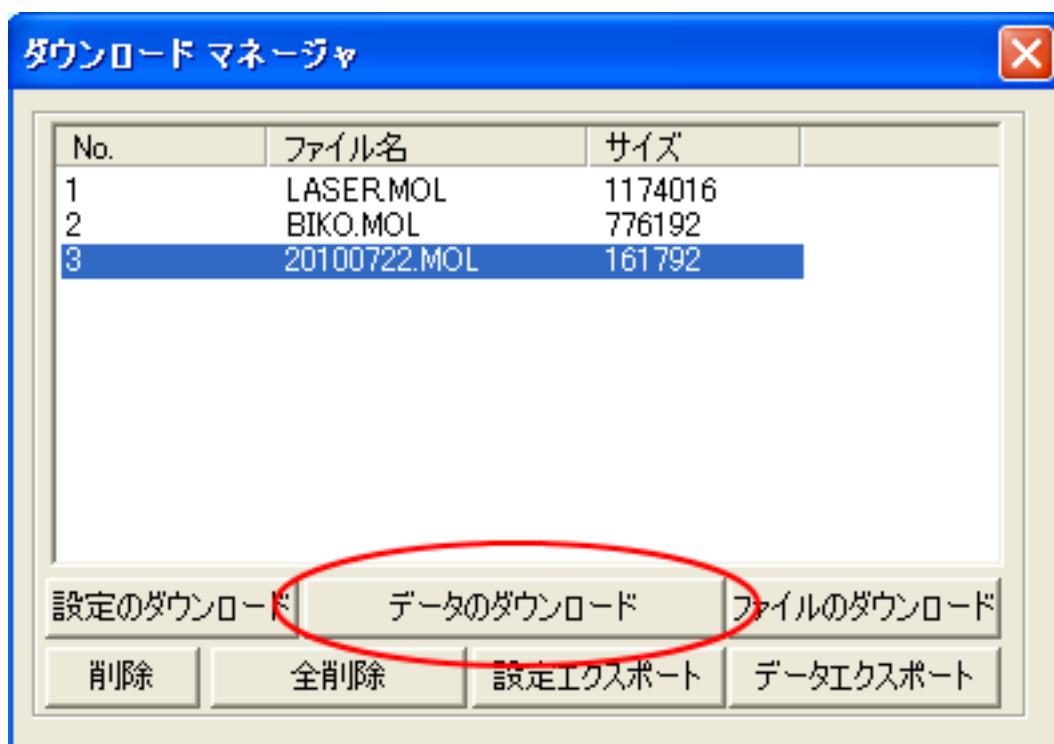 ダウンロード マネージャ
No. ファイル名 サイズ
1 LASER.MOL 1174016
2 BIKO.MOL 776192
3 20100722.MOL 161792
設定のダウンロード データのダウンロード ファイルのダウンロード
削除 全削除 設定エクスポート データエクスポート